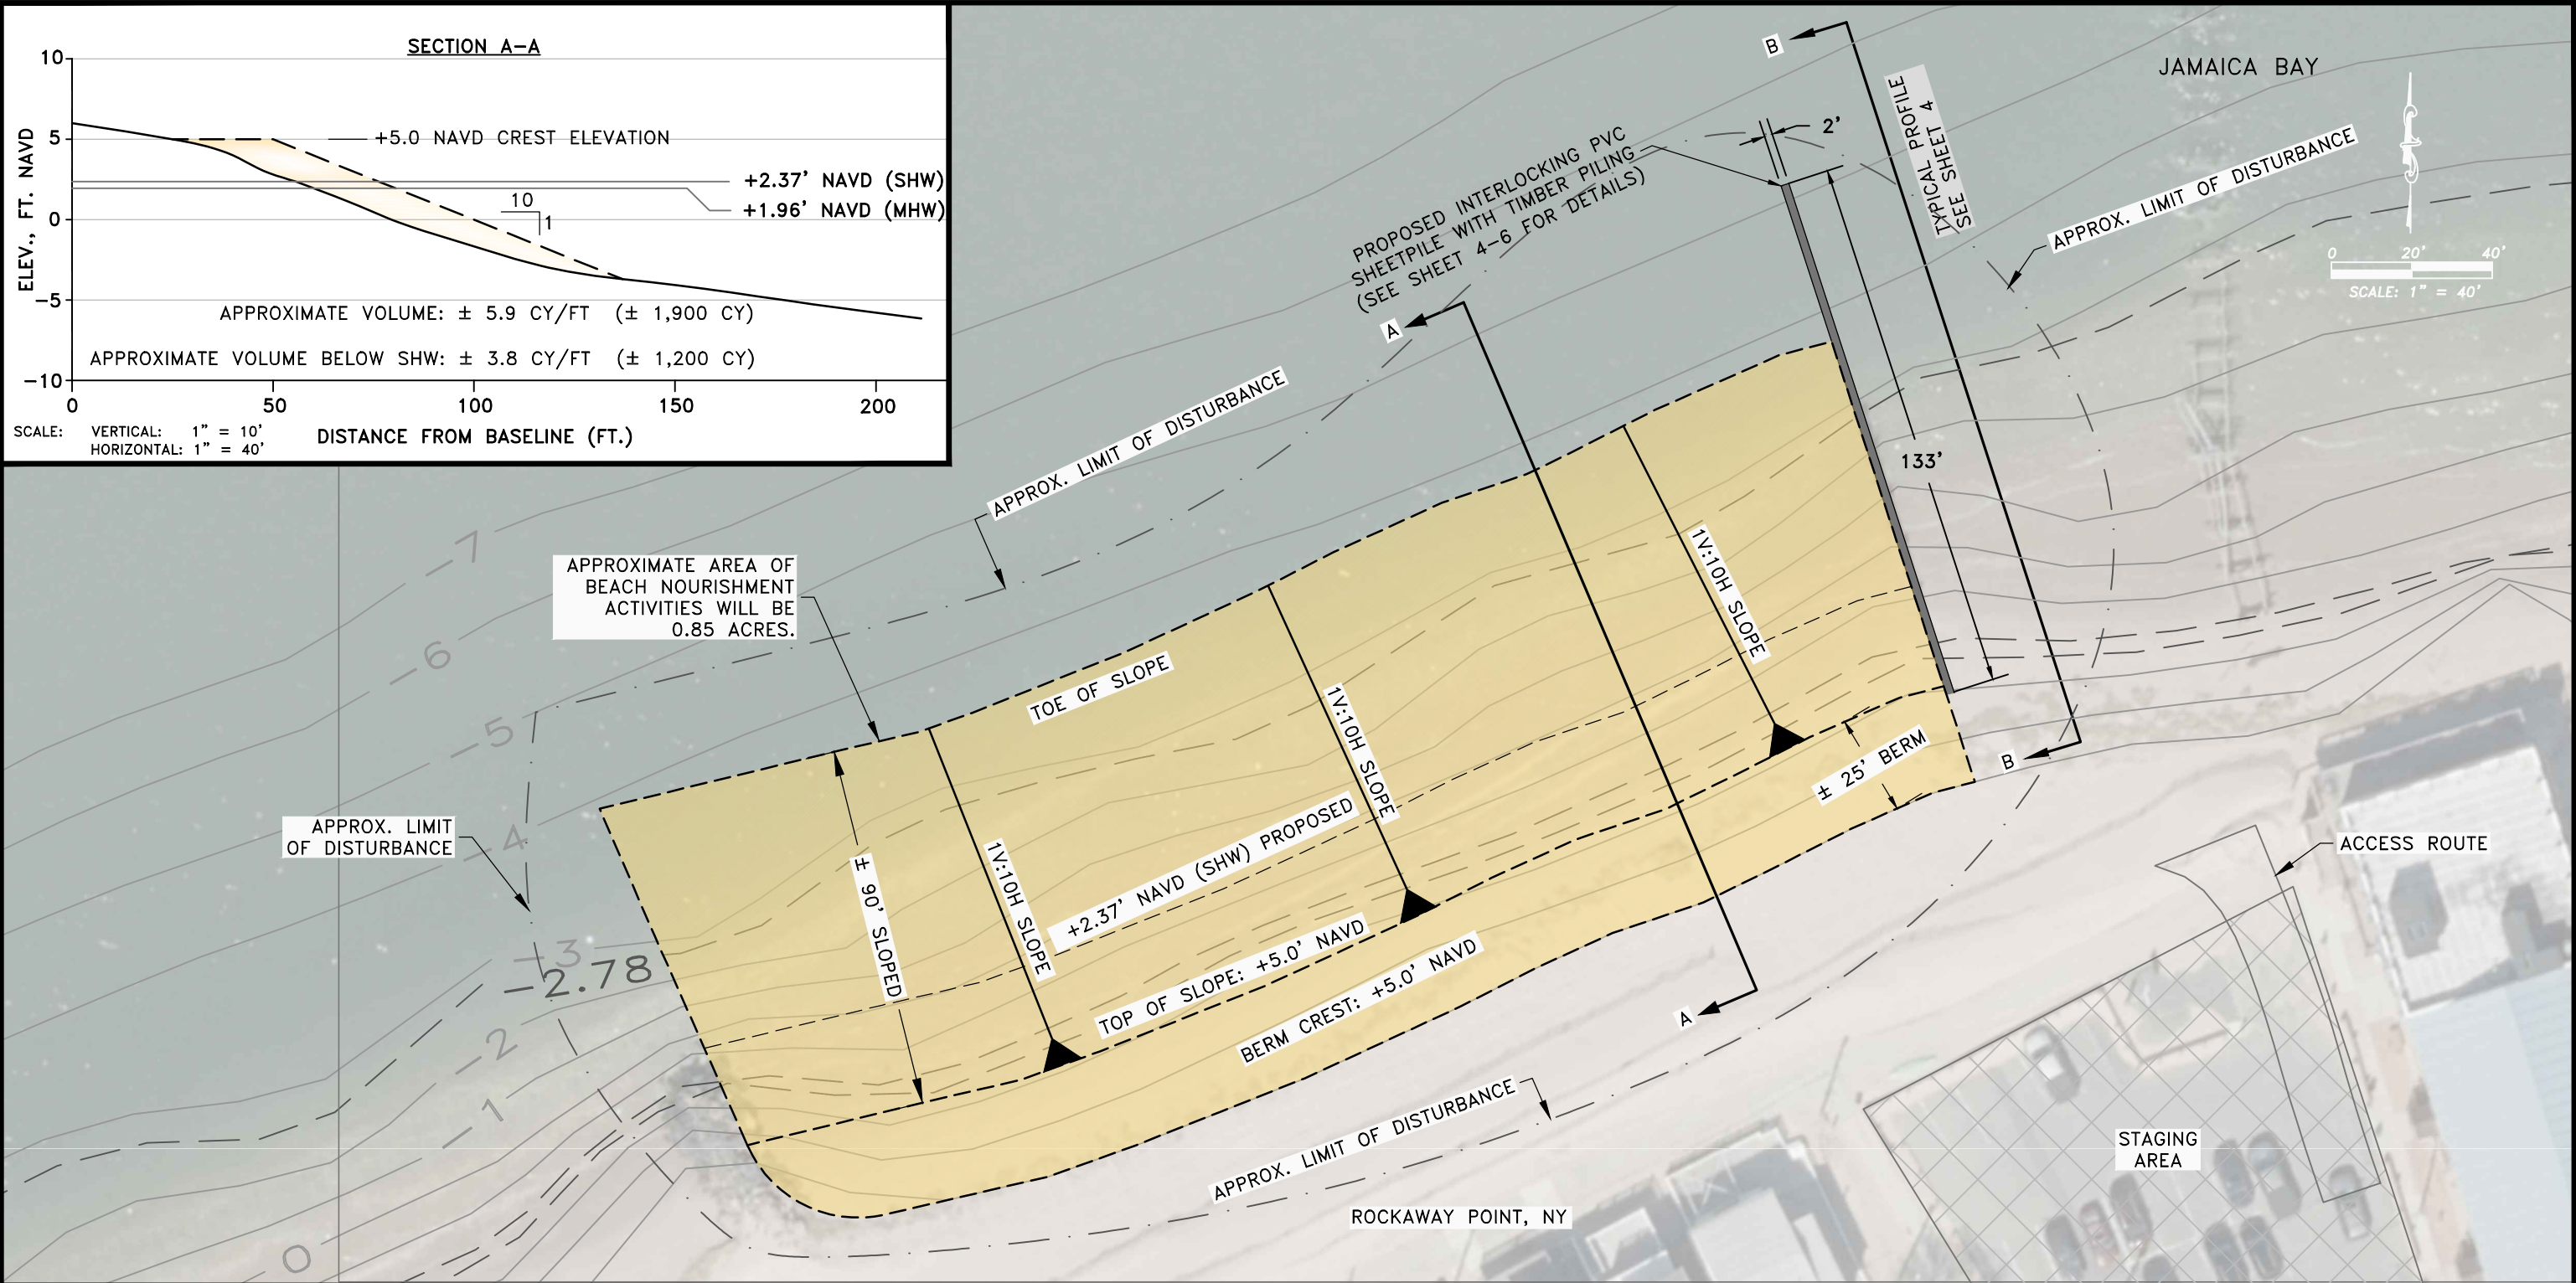 SECTION A-A
10
5
0
-5
-10
ELEV., FT. NAVD
+5.0 NAVD CREST ELEVATION
+2.37' NAVD (SHW)
+1.96' NAVD (MHW)
10
1
APPROXIMATE VOLUME: ± 5.9 CY/FT (± 1,900 CY)
APPROXIMATE VOLUME BELOW SHW: ± 3.8 CY/FT (± 1,200 CY)
0 50 100 150 200
SCALE: VERTICAL: 1" = 10'
HORIZONTAL: 1" = 40'
DISTANCE FROM BASELINE (FT.)
B
JAMAICA BAY
2'
TYPICAL PROFILE
SEE SHEET 4
APPROX. LIMIT OF DISTURBANCE
0 20' 40'
SCALE: 1" = 40'
PROPOSED INTERLOCKING PVC
SHEETPILE WITH TIMBER PILING
(SEE SHEET 4-6 FOR DETAILS)
A
APPROX. LIMIT OF DISTURBANCE
133'
APPROXIMATE AREA OF
BEACH NOURISHMENT
ACTIVITIES WILL BE
0.85 ACRES.
1V:10H SLOPE
TOE OF SLOPE
1V:10H SLOPE
± 25' BERM
B
APPROX. LIMIT
OF DISTURBANCE
± 90' SLOPED
1V:10H SLOPE
+2.37' NAVD (SHW) PROPOSED
TOP OF SLOPE: +5.0' NAVD
BERM CREST: +5.0' NAVD
A
ACCESS ROUTE
-7
-6
-5
-4
-3
-2.78
-2
-1
0
APPROX. LIMIT OF DISTURBANCE
STAGING
AREA
ROCKAWAY POINT, NY